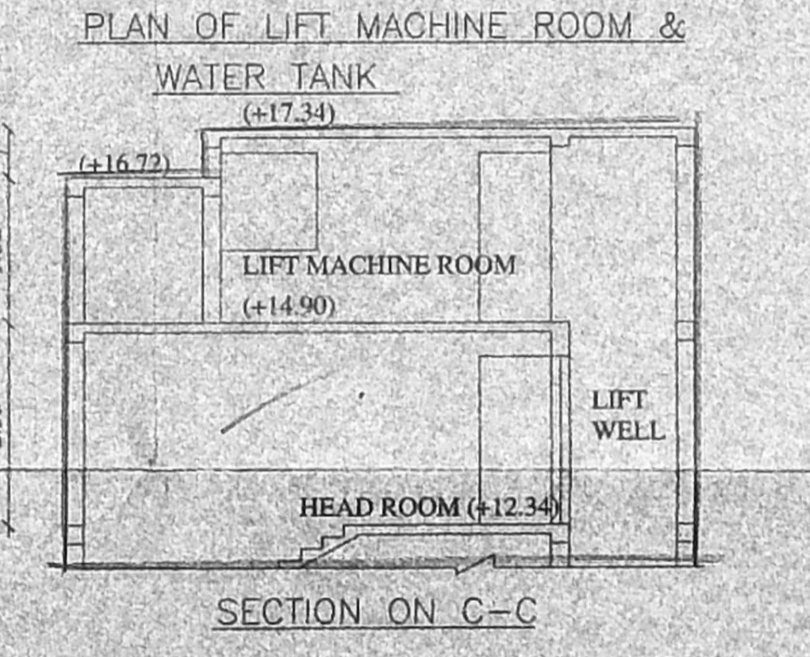 PLAN OF LIFT MACHINE ROOM &
WATER TANK
(+17.34)
(+16.72)
LIFT MACHINE ROOM
(+14.90)
LIFT
WELL
HEAD ROOM (+12.34)
SECTION ON C-C